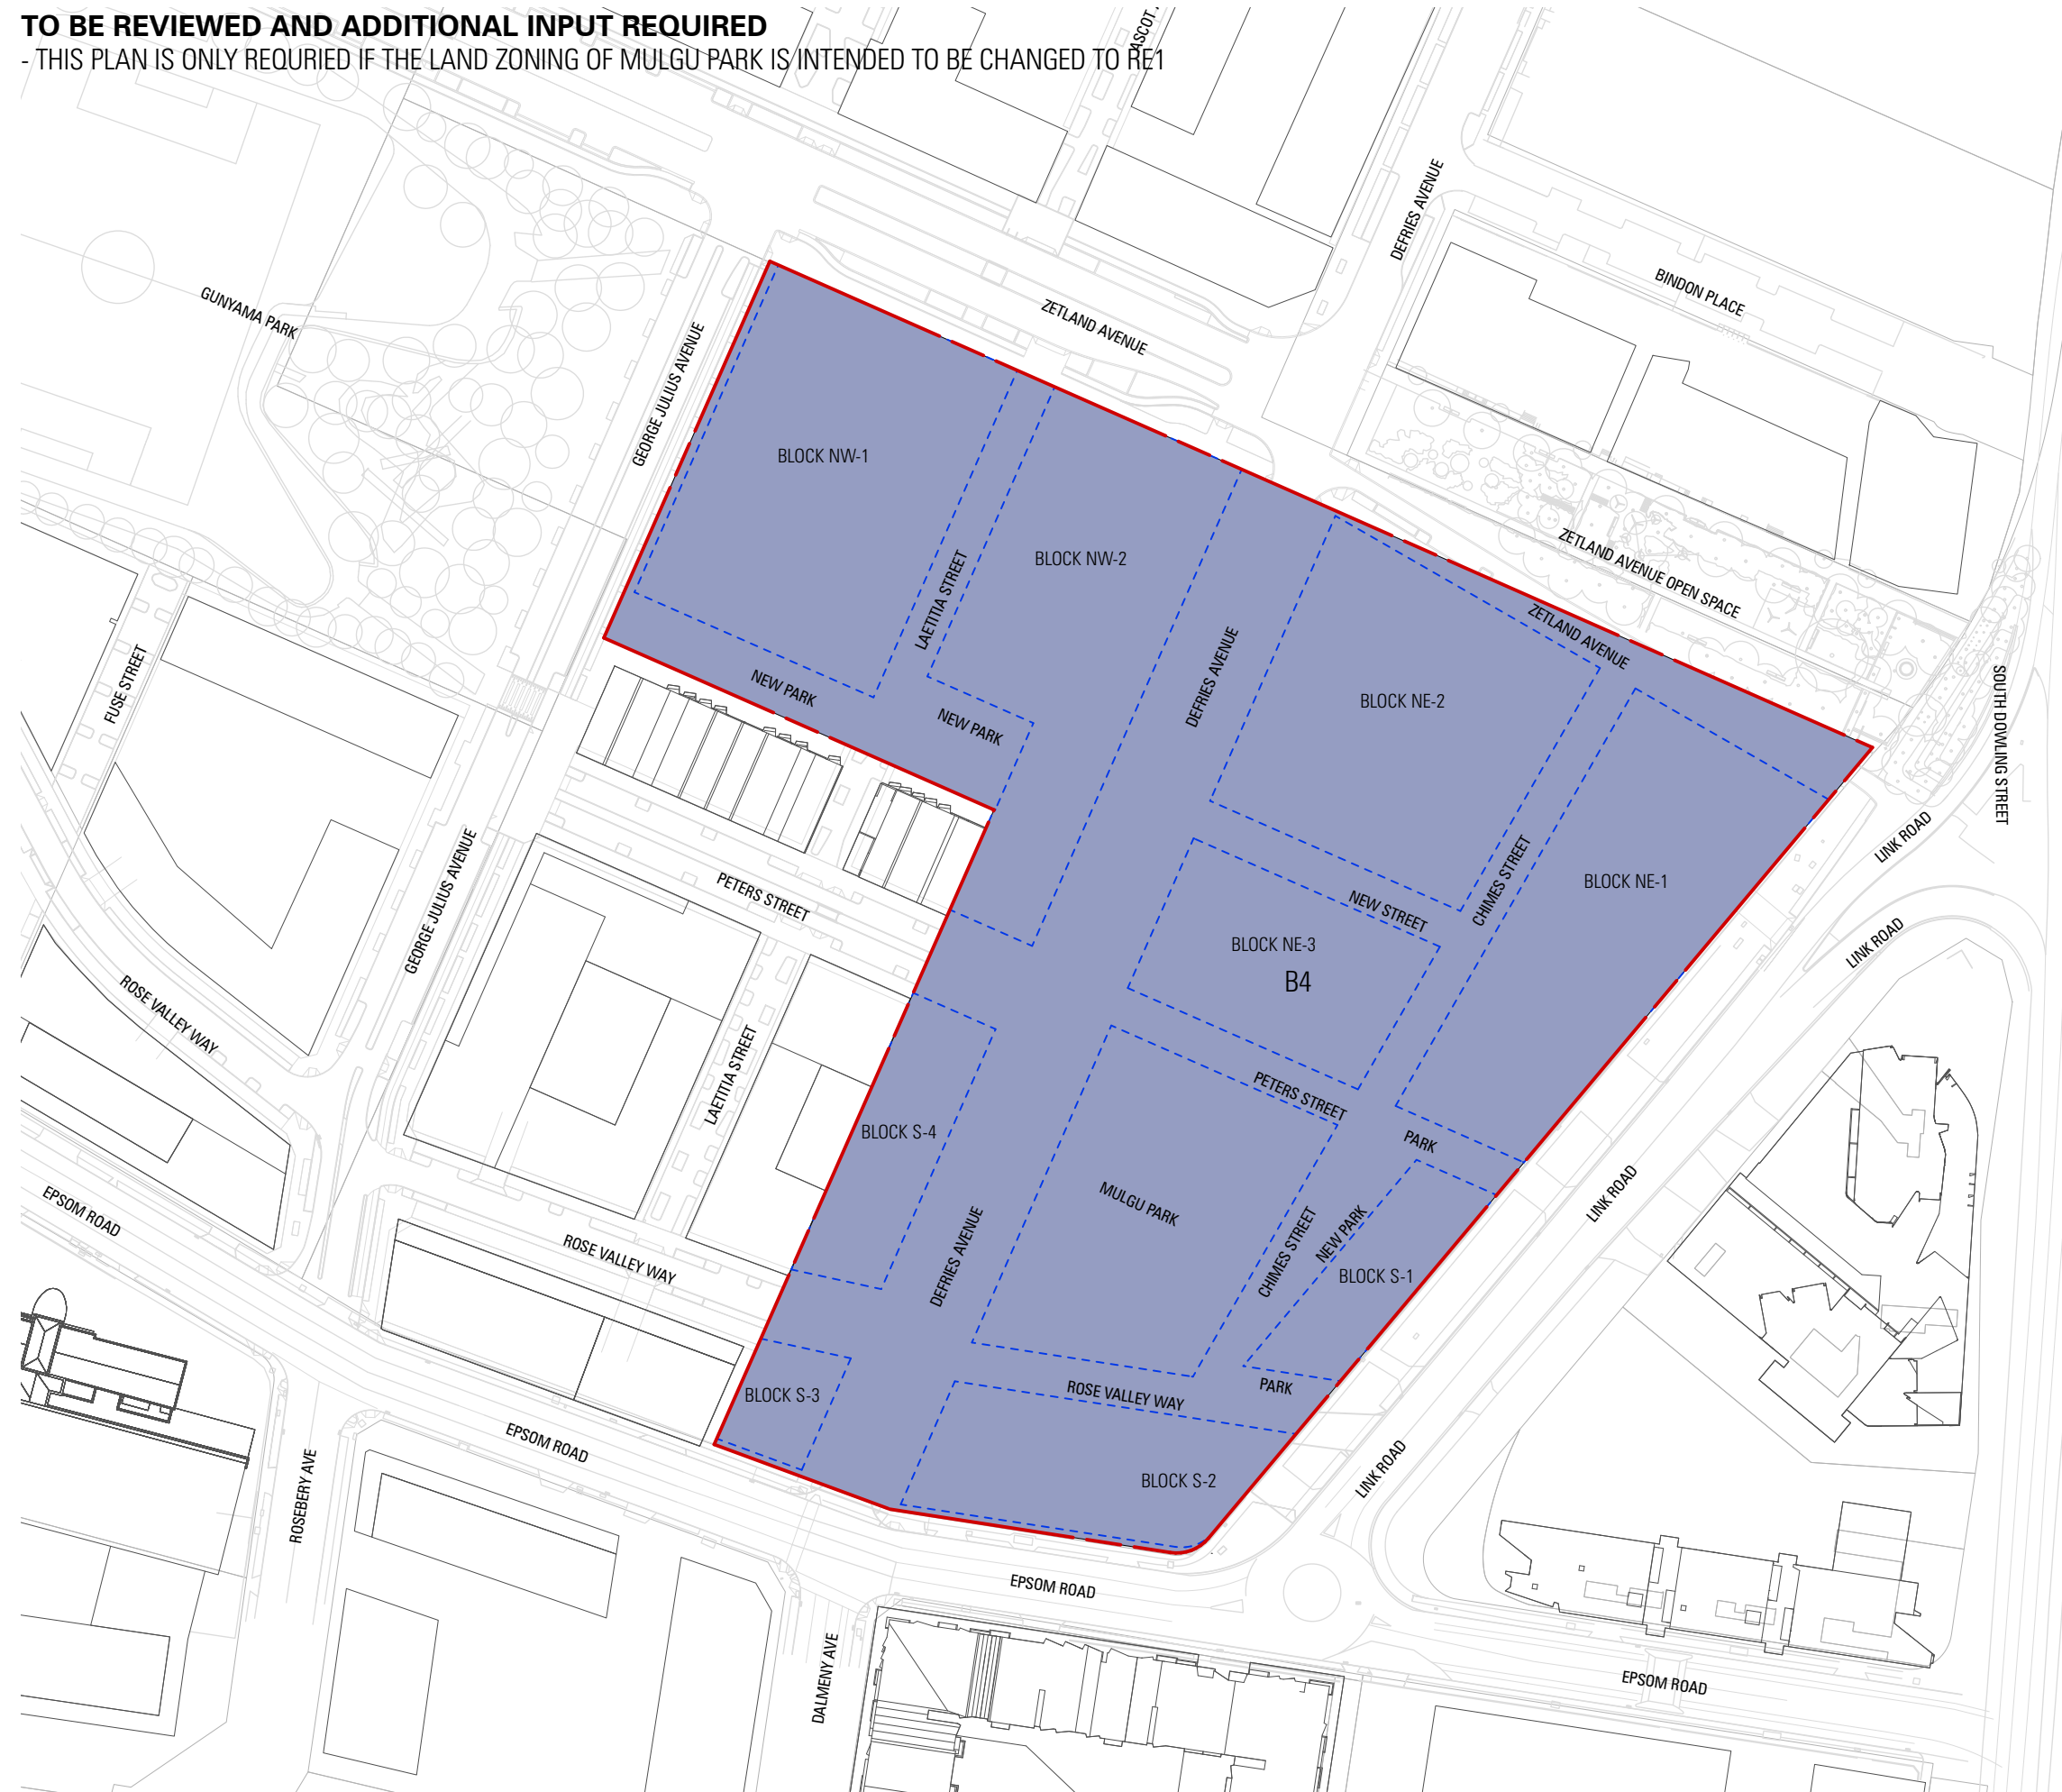 TO BE REVIEWED AND ADDITIONAL INPUT REQUIRED
- THIS PLAN IS ONLY REQURIED IF THE LAND ZONING OF MULGU PARK IS INTENDED TO BE CHANGED TO RE1
ASCOT
DEFRIES AVENUE
BINDON PLACE
GUNYAMA PARK
ZETLAND AVENUE
GEORGE JULIUS AVENUE
BLOCK NW-1
BLOCK NW-2
LAETITIA STREET
ZETLAND AVENUE OPEN SPACE
ZETLAND AVENUE
FUSE STREET
NEW PARK
NEW PARK
DEFRIES AVENUE
BLOCK NE-2
SOUTH DOWLING STREET
LINK ROAD
PETERS STREET
GEORGE JULIUS AVENUE
NEW STREET
CHIMES STREET
BLOCK NE-1
BLOCK NE-3
B4
LINK ROAD
ROSE VALLEY WAY
LAETITIA STREET
BLOCK S-4
PETERS STREET
PARK
EPSOM ROAD
ROSE VALLEY WAY
DEFRIES AVENUE
MULGU PARK
CHIMES STREET
NEW PARK
BLOCK S-1
LINK ROAD
BLOCK S-3
ROSE VALLEY WAY
PARK
EPSOM ROAD
ROSEBERY AVE
BLOCK S-2
LINK ROAD
EPSOM ROAD
DALMENY AVE
EPSOM ROAD